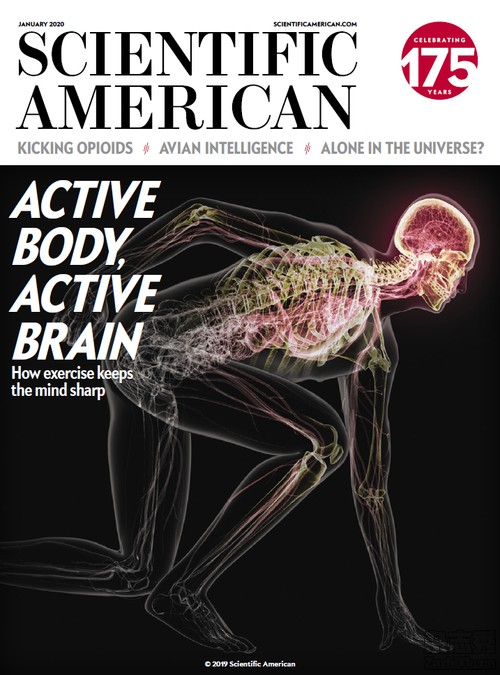 JANUARY 2020
SCIENTIFICAMERICAN.COM
SCIENTIFIC
AMERICAN
CELEBRATING
175
YEARS
KICKING OPIOIDS // AVIAN INTELLIGENCE // ALONE IN THE UNIVERSE?
ACTIVE
BODY,
ACTIVE
BRAIN
How exercise keeps
the mind sharp
© 2019 Scientific American